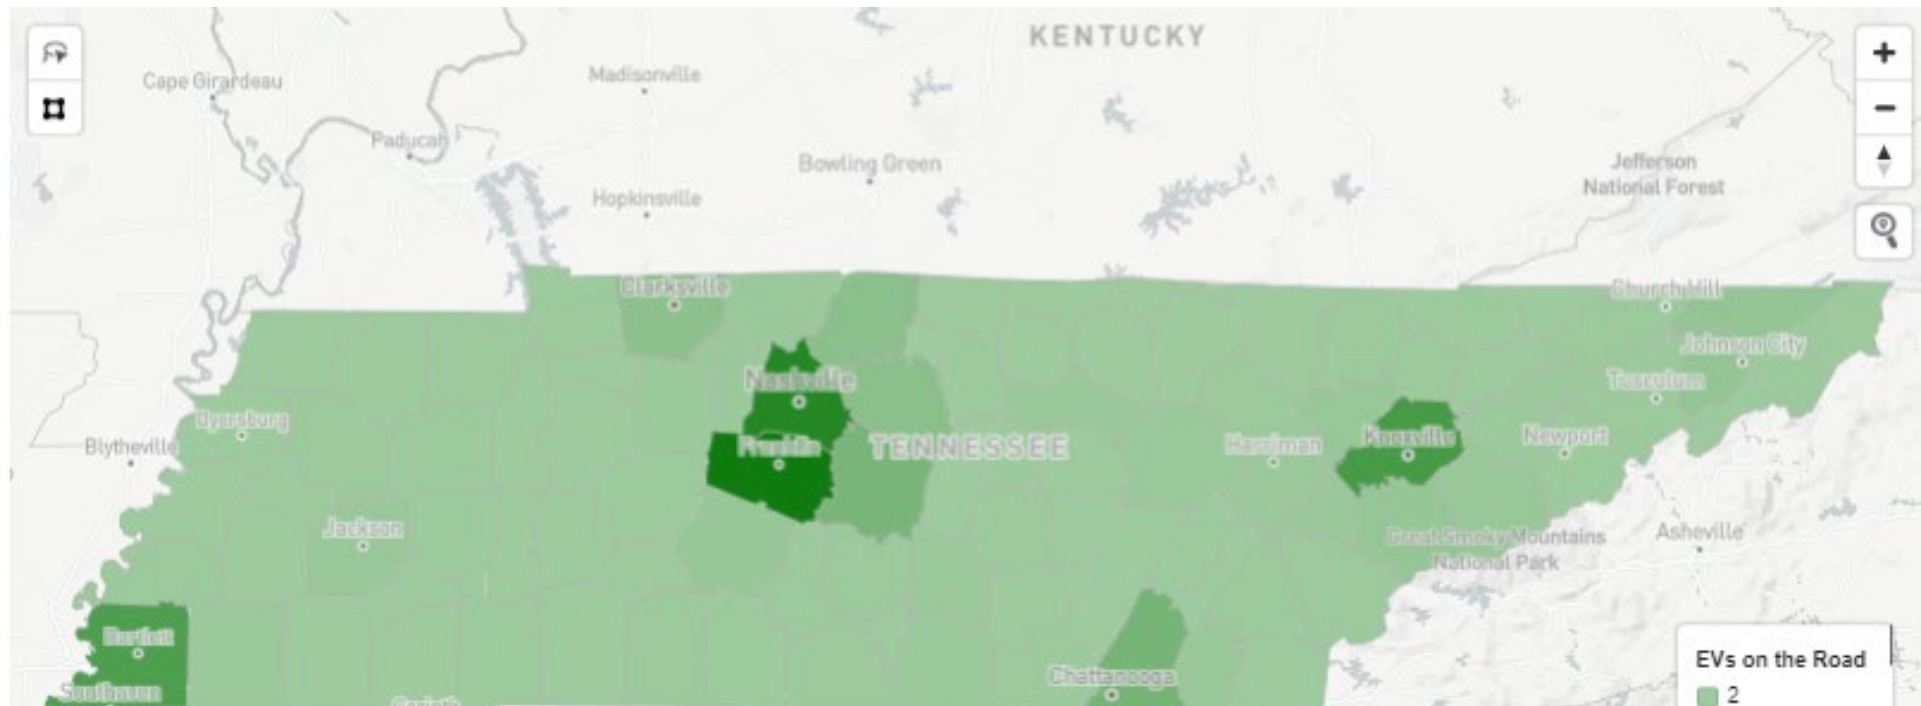 KENTUCKY
Cape Girardeau
Madisonville
Paducah
Bowling Green
Jefferson
National Forest
Hopkinsville
Clarksville
Church Hill
Johnson City
Nashville
Tusculum
Dyersburg
Blytheville
Franklin
TENNESSEE
Harriman
Knoxville
Newport
Jackson
Great Smoky Mountains
National Park
Asheville
Bartlett
Southaven
Chattanooga
Corinth
EVs on the Road
2